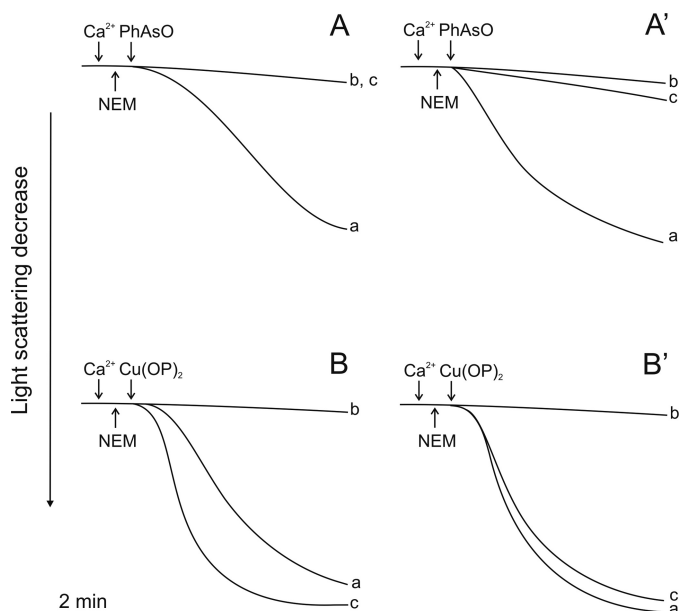 A
Ca²⁺ PhAsO
NEM
b, c
a
A’
Ca²⁺ PhAsO
NEM
b
c
a
Light scattering decrease
B
Ca²⁺ Cu(OP)₂
NEM
b
a
c
B’
Ca²⁺ Cu(OP)₂
NEM
b
c
a
2 min